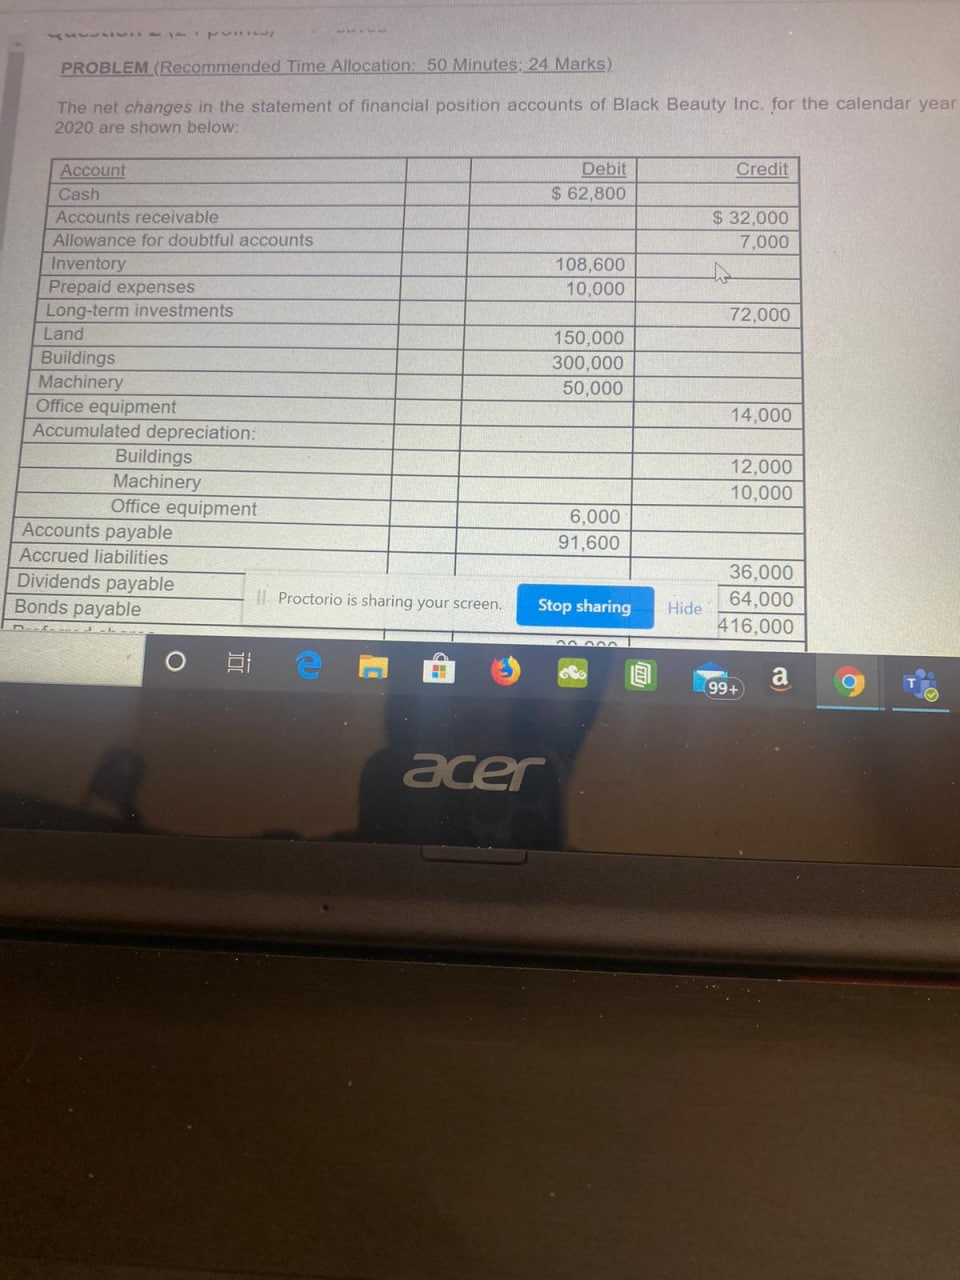 PROBLEM (Recommended Time Allocation: 50 Minutes; 24 Marks)
The net changes in the statement of financial position accounts of Black Beauty Inc. for the calendar year
2020 are shown below:
Account Debit Credit
Cash $ 62,800
Accounts receivable $ 32,000
Allowance for doubtful accounts 7,000
Inventory 108,600
Prepaid expenses 10,000
Long-term investments 72,000
Land 150,000
Buildings 300,000
Machinery 50,000
Office equipment 14,000
Accumulated depreciation:
Buildings 12,000
Machinery 10,000
Office equipment 6,000
Accounts payable 91,600
Accrued liabilities 36,000
Dividends payable 64,000
Bonds payable 416,000
Proctorio is sharing your screen. Stop sharing Hide
99+
a
T
acer